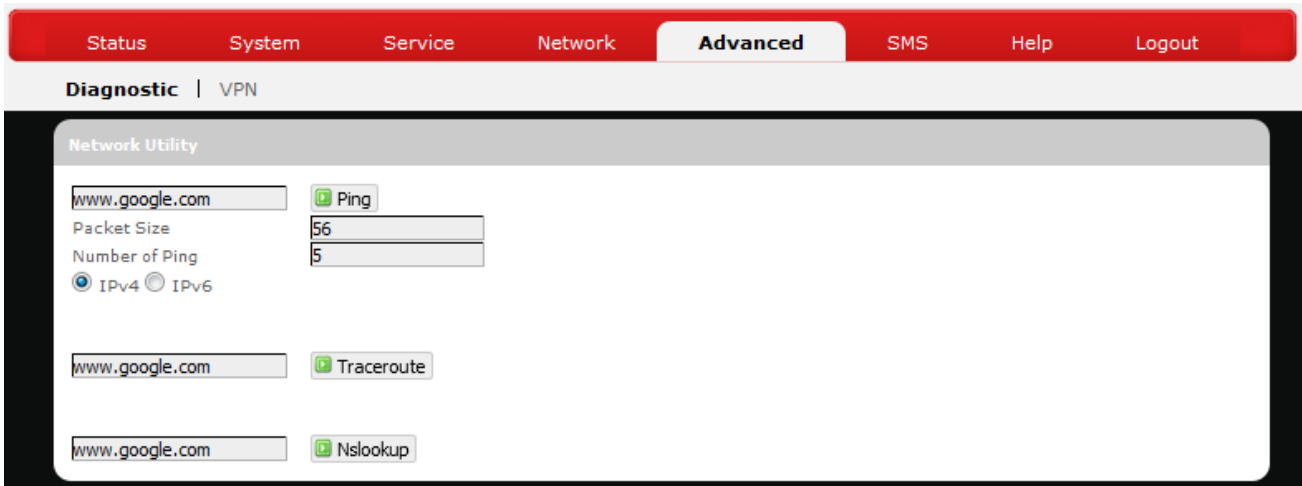 Status System Service Network Advanced SMS Help Logout
Diagnostic | VPN
Network Utility
www.google.com Ping
Packet Size 56
Number of Ping 5
IPv4 IPv6
www.google.com Traceroute
www.google.com Nslookup